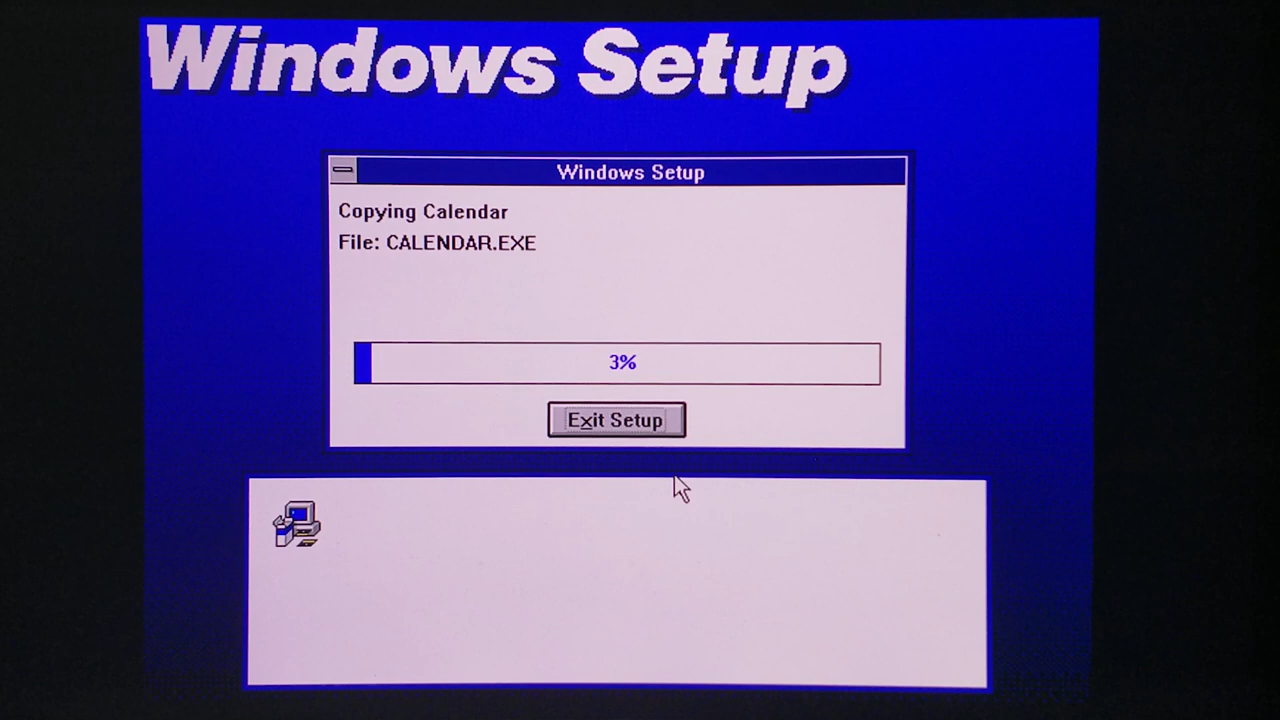 Windows Setup
Windows Setup
Copying Calendar
File: CALENDAR.EXE
3%
Exit Setup